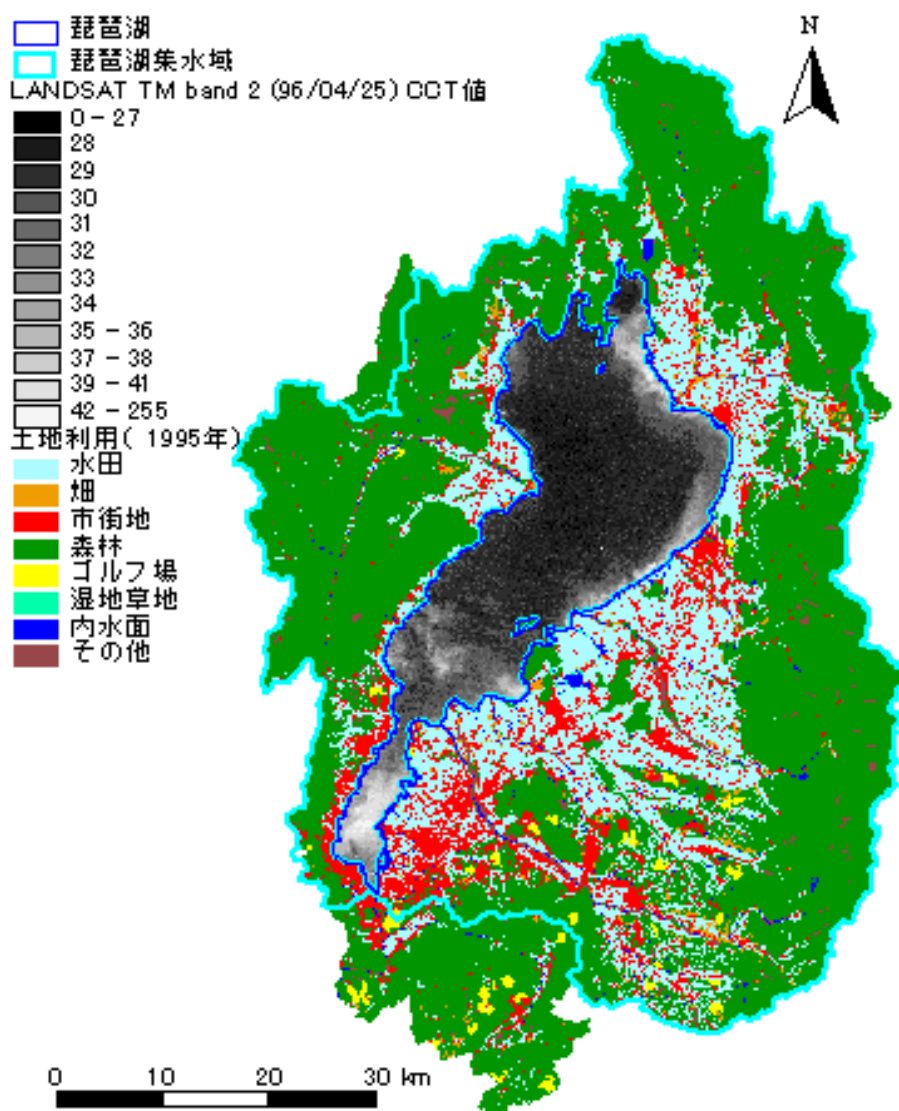 琵琶湖
琵琶湖集水域
LANDSAT TM band 2 (96/04/25) CCT値
0 - 27
28
29
30
31
32
33
34
35 - 36
37 - 38
39 - 41
42 - 255
土地利用( 1995年)
水田
畑
市街地
森林
ゴルフ場
湿地草地
内水面
その他
N
0 10 20 30 km